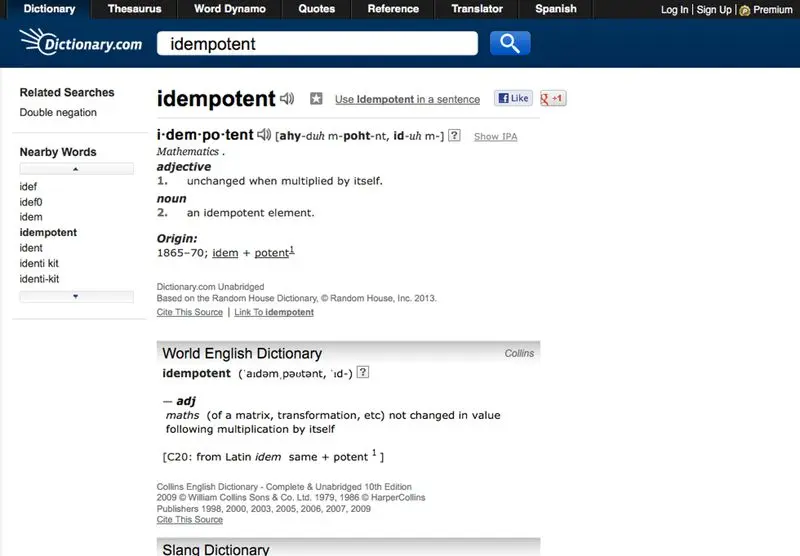 Dictionary Thesaurus Word Dynamo Quotes Reference Translator Spanish Log In | Sign Up | Premium
Dictionary.com idempotent
Related Searches
Double negation
Nearby Words
idef
idef0
idem
idempotent
ident
identi kit
identi-kit
idempotent Use Idempotent in a sentence Like +1
i·dem·po·tent [ahy-duh m-poht-nt, id-uh m-] ? Show IPA
Mathematics .
adjective
1. unchanged when multiplied by itself.
noun
2. an idempotent element.
Origin:
1865–70; idem + potent1
Dictionary.com Unabridged
Based on the Random House Dictionary, © Random House, Inc. 2013.
Cite This Source | Link To idempotent
World English Dictionary Collins
idempotent (ˈaɪdəmˌpəʊtənt, ˈɪd-) ?
— adj
maths (of a matrix, transformation, etc) not changed in value
following multiplication by itself
[C20: from Latin idem same + potent 1 ]
Collins English Dictionary - Complete & Unabridged 10th Edition
2009 © William Collins Sons & Co. Ltd. 1979, 1986 © HarperCollins
Publishers 1998, 2000, 2003, 2005, 2006, 2007, 2009
Cite This Source
Slang Dictionary